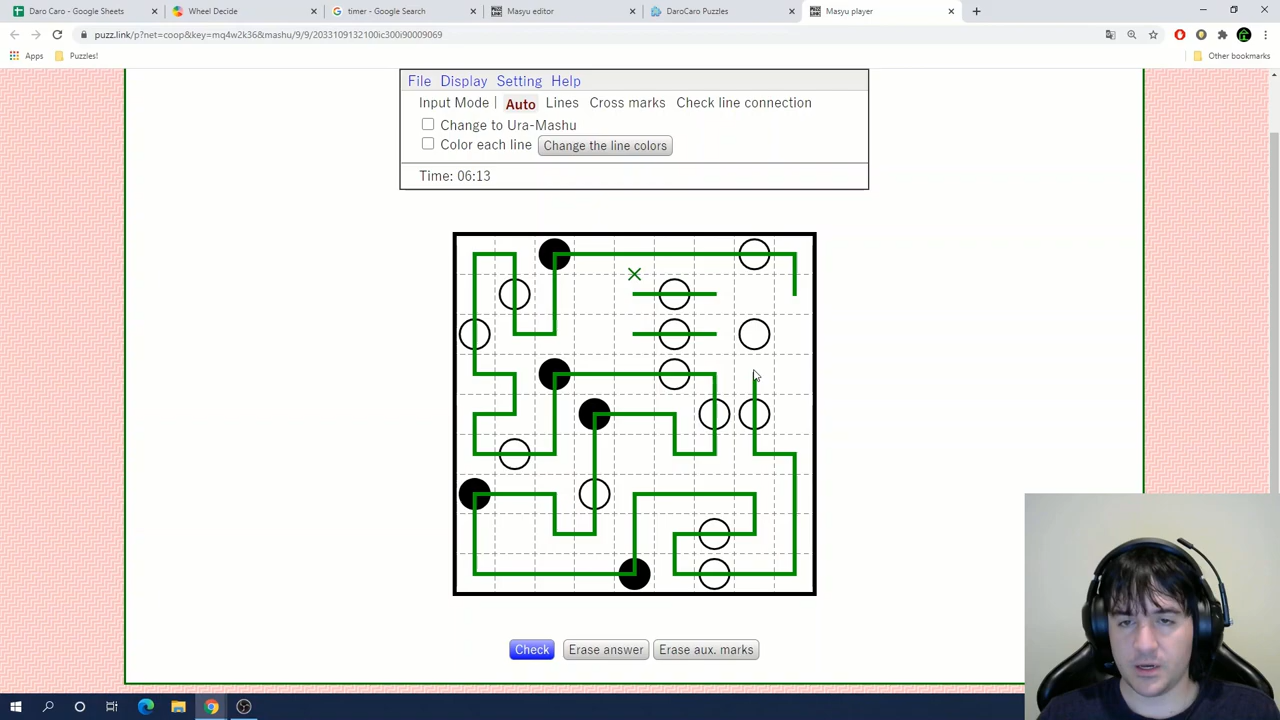 Daro Caro - Google Sheets
Wheel Decide
timer - Google Search
Masyu editor
DaroCaro Puzzles
Masyu player
puzz.link/p?net=coop&key=mq4w2k36&mashu/9/9/2033109132100ic300i90009069
Apps
Puzzles!
Other bookmarks
File Display Setting Help
Input Mode | Auto Lines Cross marks Check line connection
Change to Ura-Mashu
Color each line Change the line colors
Time: 06:13
Check Erase answer Erase aux. marks
3:18 PM